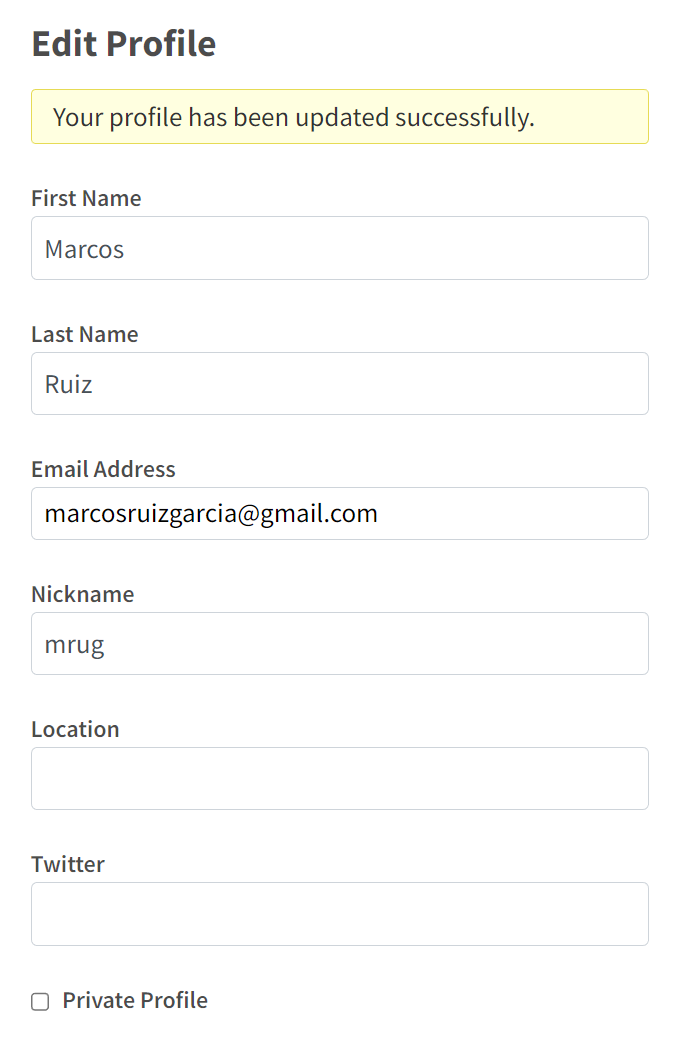 Edit Profile
Your profile has been updated successfully.
First Name
Marcos
Last Name
Ruiz
Email Address
marcosruizgarcia@gmail.com
Nickname
mrug
Location
Twitter
Private Profile